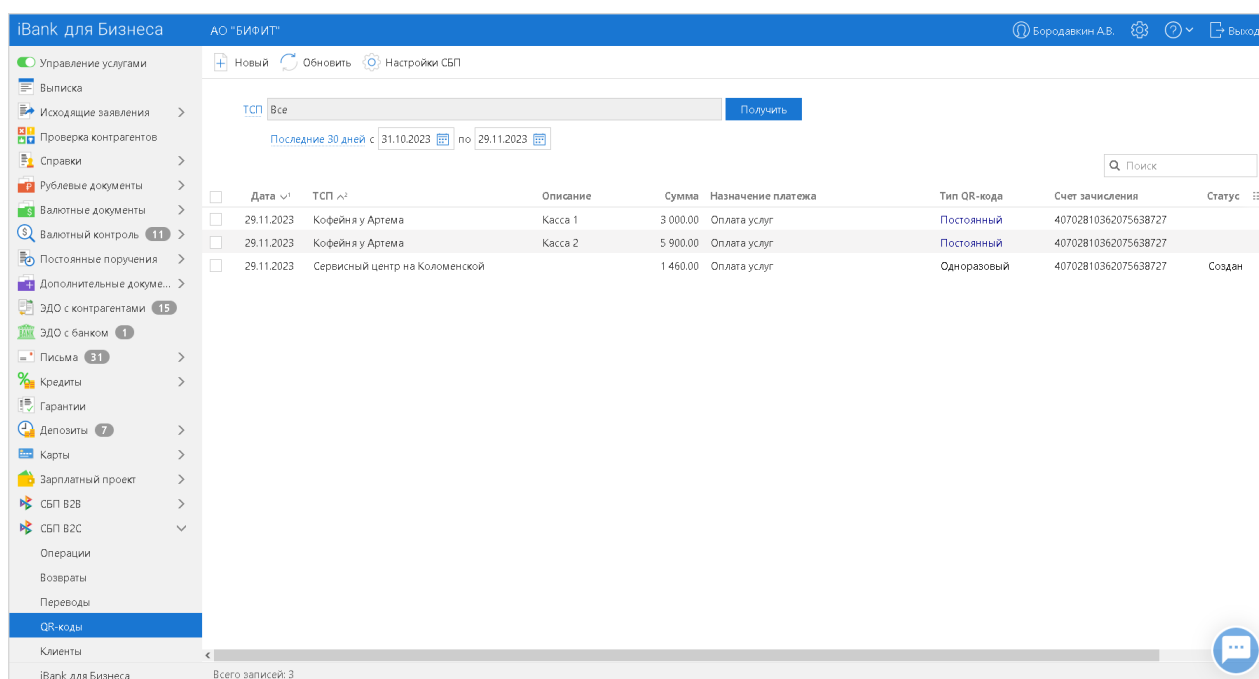 iBank для Бизнеса АО "БИФИТ" Бородавкин А.В. Выход
Управление услугами
Выписка
Исходящие заявления
Проверка контрагентов
Справки
Рублевые документы
Валютные документы
Валютный контроль 11
Постоянные поручения
Дополнительные докуме...
ЭДО с контрагентами 15
ЭДО с банком 1
Письма 31
Кредиты
Гарантии
Депозиты 7
Карты
Зарплатный проект
СБП B2B
СБП B2C
Операции
Возвраты
Переводы
QR-коды
Клиенты
iBank для Бизнеса
Новый Обновить Настройки СБП
ТСП Все Получить
Последние 30 дней с 31.10.2023 по 29.11.2023
Поиск
Дата 1 ТСП 2 Описание Сумма Назначение платежа Тип QR-кода Счет зачисления Статус
29.11.2023 Кофейня у Артема Касса 1 3 000.00 Оплата услуг Постоянный 40702810362075638727
29.11.2023 Кофейня у Артема Касса 2 5 900.00 Оплата услуг Постоянный 40702810362075638727
29.11.2023 Сервисный центр на Коломенской 1 460.00 Оплата услуг Одноразовый 40702810362075638727 Создан
Всего записей: 3